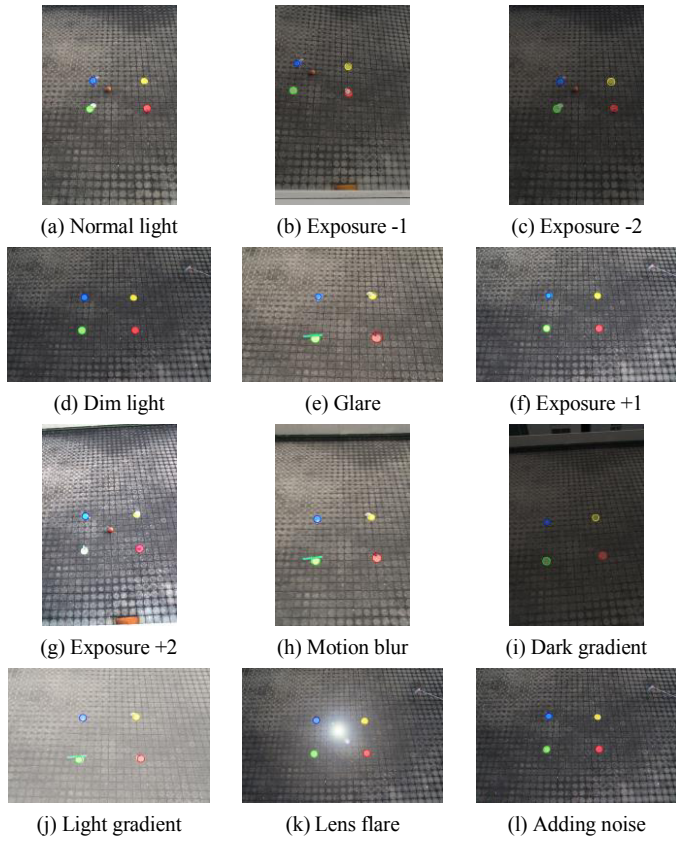 (a) Normal light
(b) Exposure -1
(c) Exposure -2
(d) Dim light
(e) Glare
(f) Exposure +1
(g) Exposure +2
(h) Motion blur
(i) Dark gradient
(j) Light gradient
(k) Lens flare
(l) Adding noise